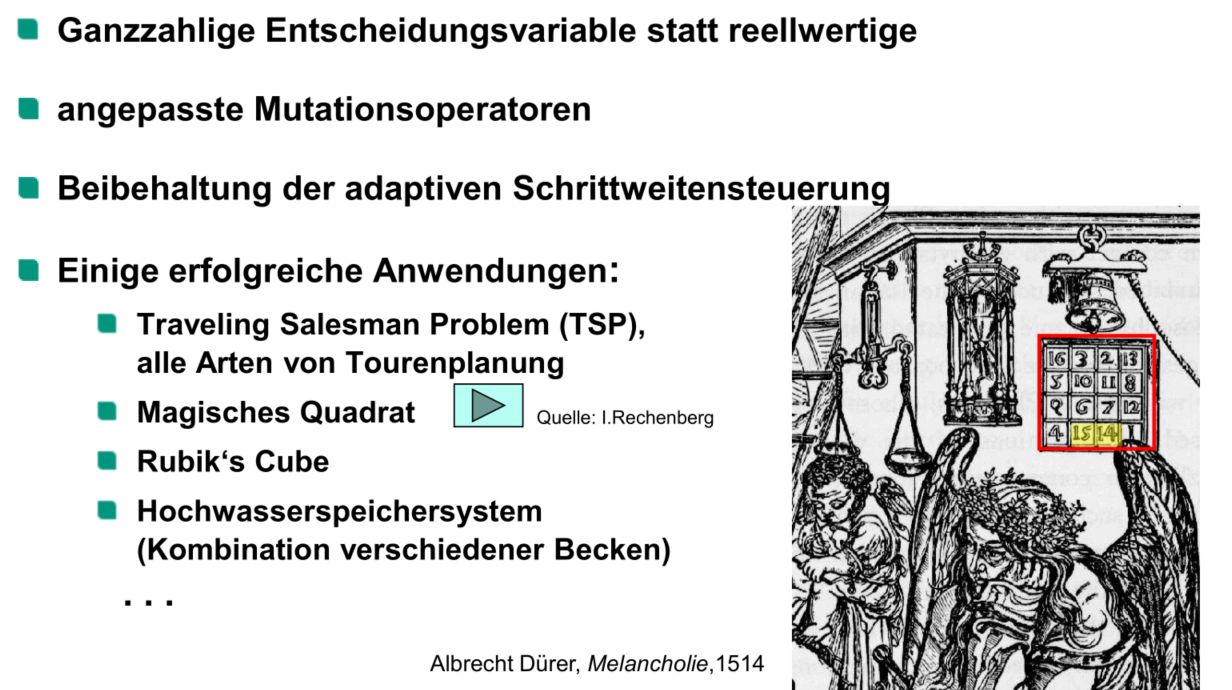 Ganzzahlige Entscheidungsvariable statt reellwertige
angepasste Mutationsoperatoren
Beibehaltung der adaptiven Schrittweitensteuerung
Einige erfolgreiche Anwendungen:
Traveling Salesman Problem (TSP),
alle Arten von Tourenplanung
Magisches Quadrat
Quelle: I.Rechenberg
Rubik‘s Cube
Hochwasserspeichersystem
(Kombination verschiedener Becken)
. . .
16 3 2 13
5 10 11 8
9 6 7 12
4 15 14 1
Albrecht Dürer, Melancholie,1514